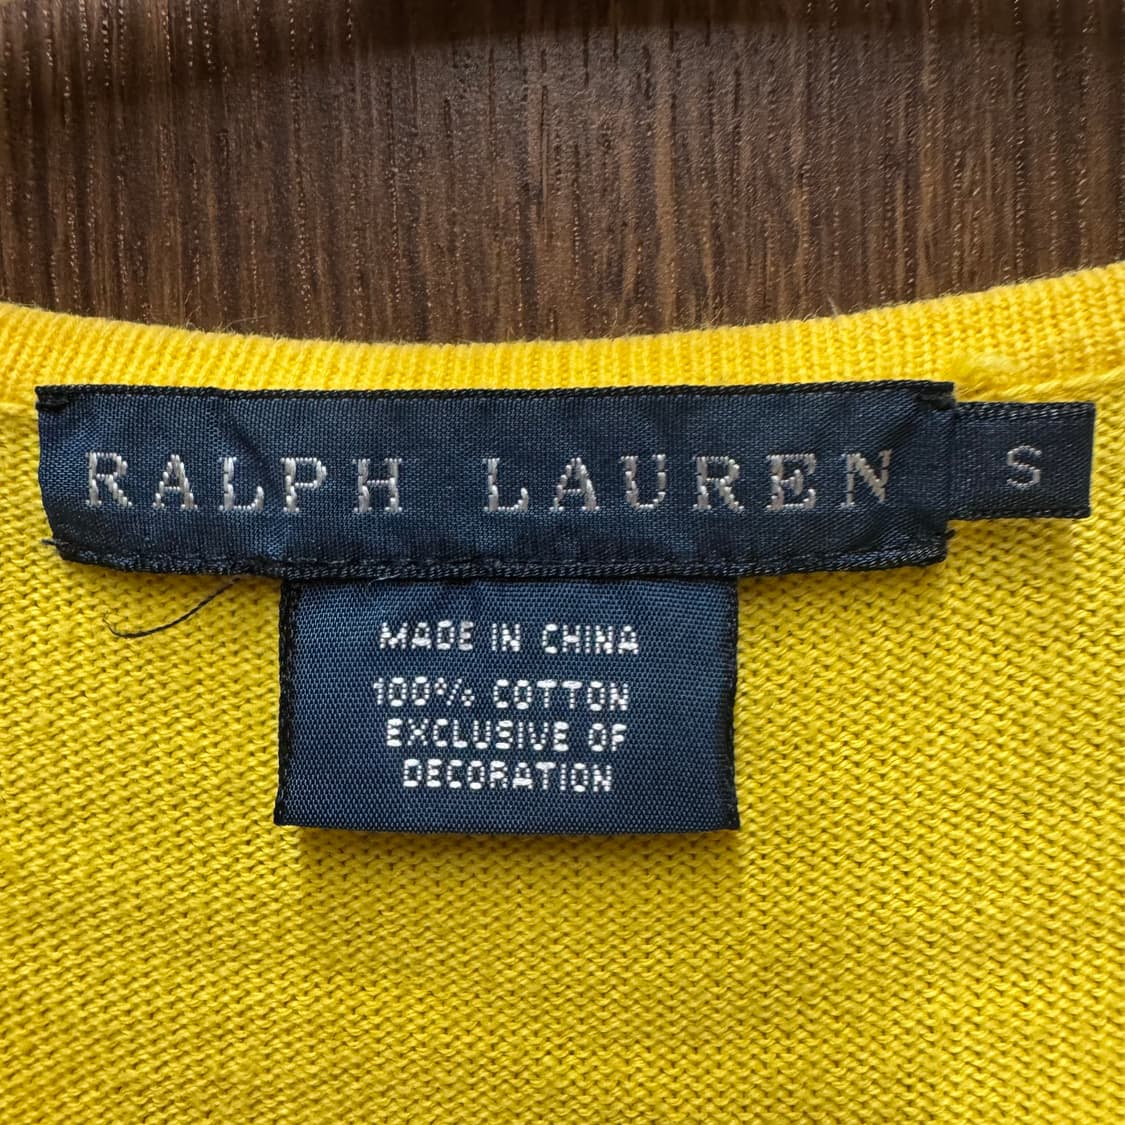 RALPH LAUREN
S
MADE IN CHINA
100% COTTON
EXCLUSIVE OF
DECORATION